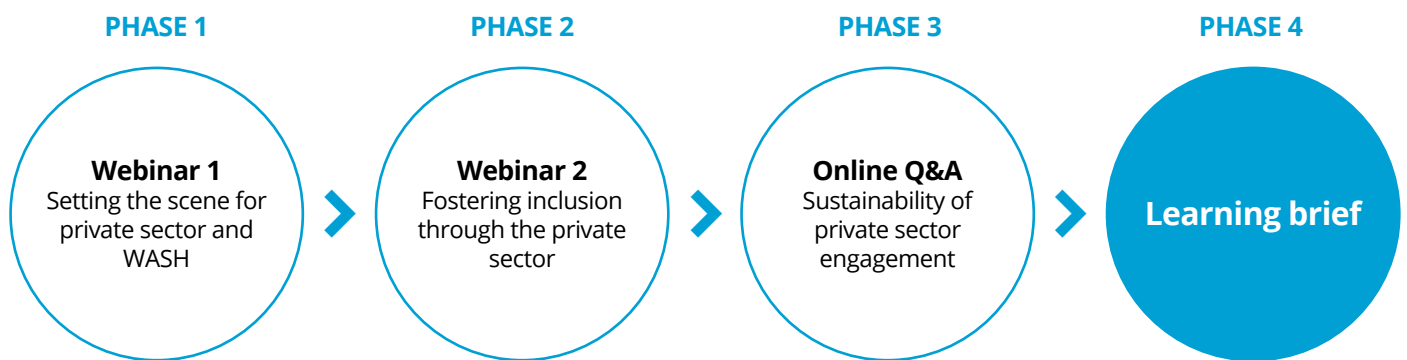 PHASE 1
PHASE 2
PHASE 3
PHASE 4
Webinar 1
Setting the scene for
private sector and
WASH
Webinar 2
Fostering inclusion
through the private
sector
Online Q&A
Sustainability of
private sector
engagement
Learning brief